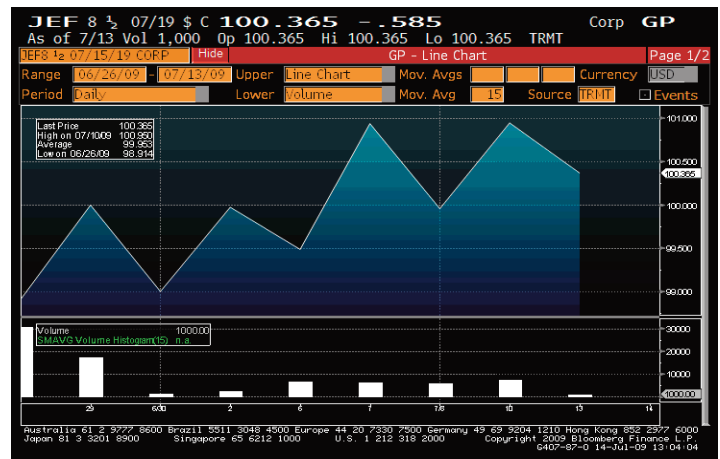 JEF 8 ½ 07/19 $ C 100.365 -.585 Corp GP
As of 7/13 Vol 1,000 Op 100.365 Hi 100.365 Lo 100.365 TRMT
JEF8 ½ 07/15/19 CORP Hide GP - Line Chart Page 1/2
Range 06/26/09 - 07/13/09 Upper Line Chart Mov. Avgs Currency USD
Period Daily Lower Volume Mov. Avg 15 Source TRMT Events
Last Price 100.365
High on 07/10/09 100.950
Average 99.953
Low on 06/26/09 98.914
101.000
100.500
100.365
100.000
99.500
99.000
Volume 1000.00
SMAVG Volume Histogram(15) n.a.
30000
20000
10000
1000.00
29 6/30 2 6 7 7/8 10 13 14
Australia 61 2 9777 8600 Brazil 5511 3048 4500 Europe 44 20 7330 7500 Germany 49 69 9204 1210 Hong Kong 852 2977 6000
Japan 81 3 3201 8900 Singapore 65 6212 1000 U.S. 1 212 318 2000 Copyright 2009 Bloomberg Finance L.P.
G407-87-0 14-Jul-09 13:04:04